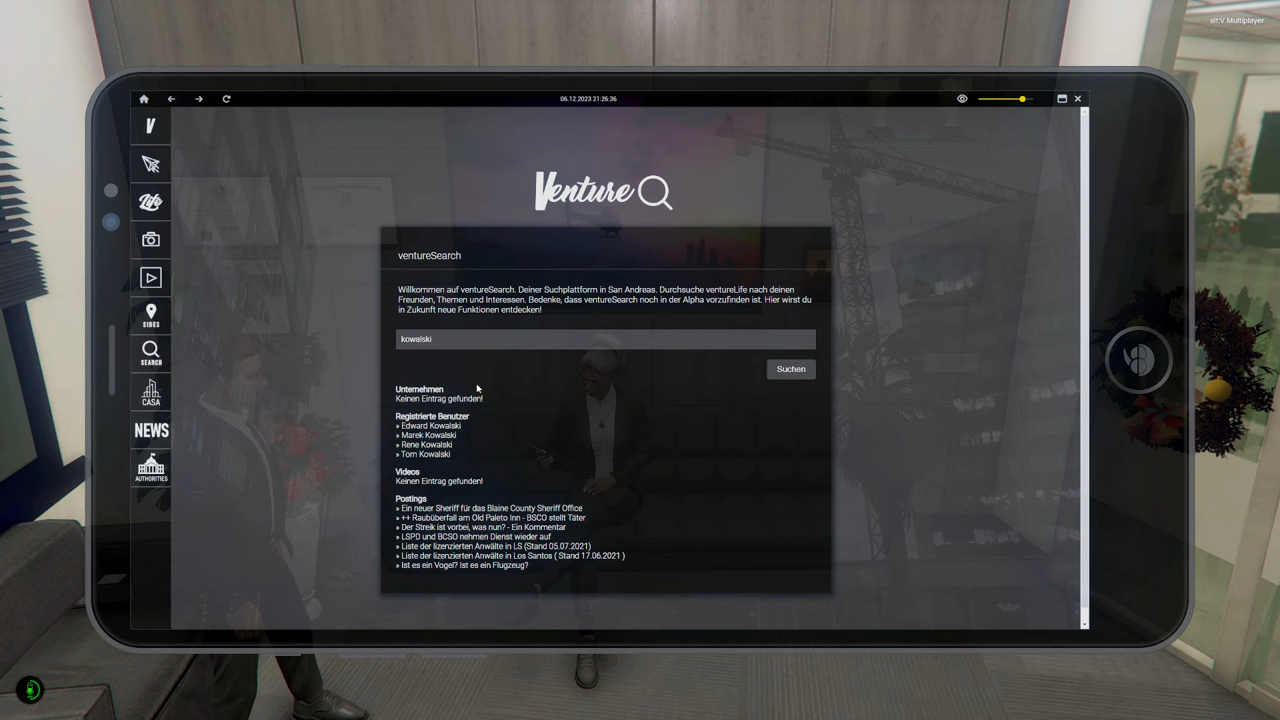 alt:V Multiplayer
06.12.2023 21:26:36
V
Life
SIDES
SEARCH
CASA
NEWS
AUTHORITIES
Venture
ventureSearch
Willkommen auf ventureSearch. Deiner Suchplattform in San Andreas. Durchsuche ventureLife nach deinen
Freunden, Themen und Interessen. Bedenke, dass ventureSearch noch in der Alpha vorzufinden ist. Hier wirst du
in Zukunft neue Funktionen entdecken!
kowalski
Suchen
Unternehmen
Keinen Eintrag gefunden!
Registrierte Benutzer
» Edward Kowalski
» Marek Kowalski
» Rene Kowalski
» Tom Kowalski
Videos
Keinen Eintrag gefunden!
Postings
» Ein neuer Sheriff für das Blaine County Sheriff Office
» ++ Raubüberfall am Old Paleto Inn - BSCO stellt Täter
» Der Streik ist vorbei, was nun? - Ein Kommentar
» LSPD und BCSO nehmen Dienst wieder auf
» Liste der lizenzierten Anwälte in LS (Stand 05.07.2021)
» Liste der lizenzierten Anwälte in Los Santos ( Stand 17.06.2021 )
» Ist es ein Vogel? Ist es ein Flugzeug?